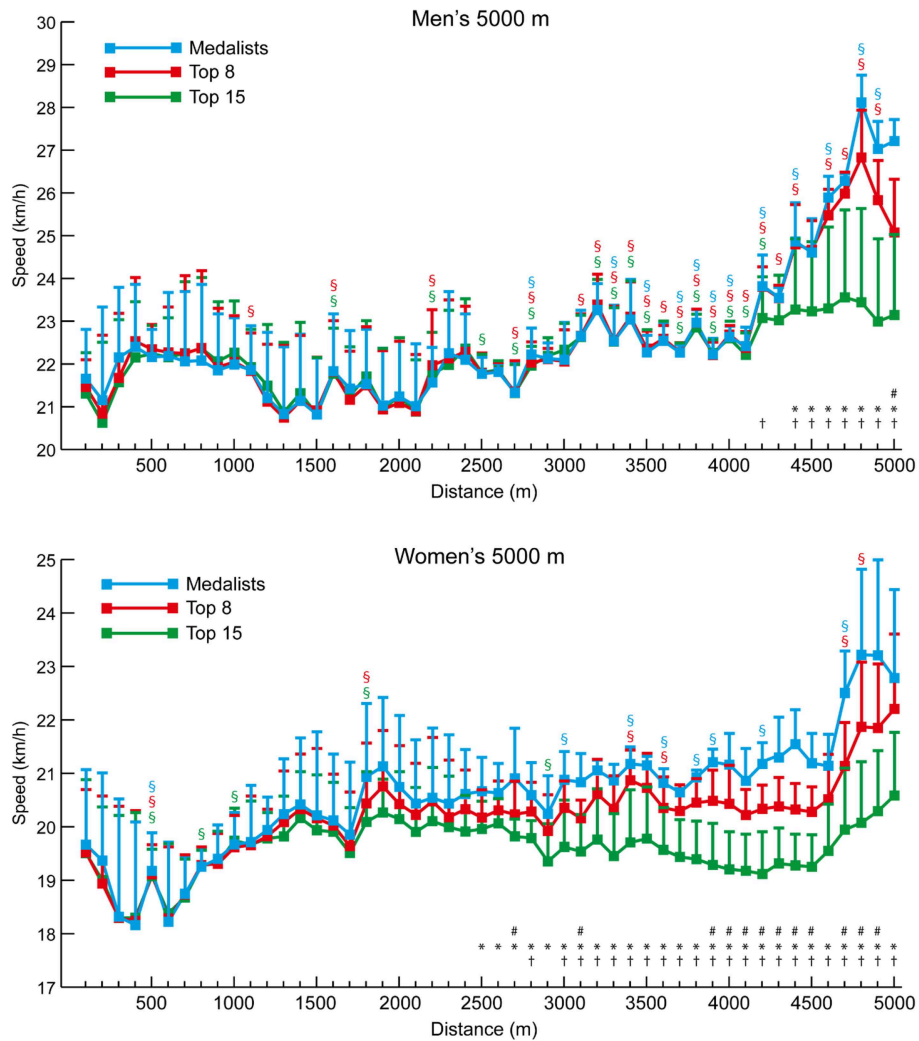 Men's 5000 m
30
29
28
27
26
25
24
23
22
21
20
Speed (km/h)
Medalists
Top 8
Top 15
§ § § § § § § § § § § § § § § § § § § § § § § § §
#
* * * * * * *
† † † † † † † †
500 1000 1500 2000 2500 3000 3500 4000 4500 5000
Distance (m)
Women's 5000 m
25
24
23
22
21
20
19
18
17
Speed (km/h)
Medalists
Top 8
Top 15
§ § § § § § § § § § § §
# # # # # # # # # # # #
* * * * * * * * * * * * * * * * * * * * * * * * * *
† † † † † † † † † † † † † † † † † † † † † †
500 1000 1500 2000 2500 3000 3500 4000 4500 5000
Distance (m)